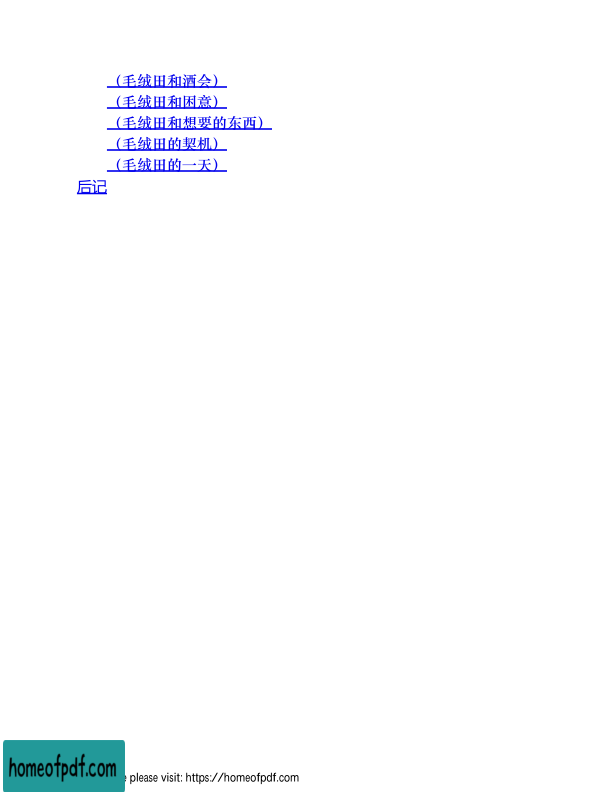 （毛绒田和酒会）
（毛绒田和困意）
（毛绒田和想要的东西）
（毛绒田的契机）
（毛绒田的一天）
后记
homeofpdf.com
please visit: https://homeofpdf.com